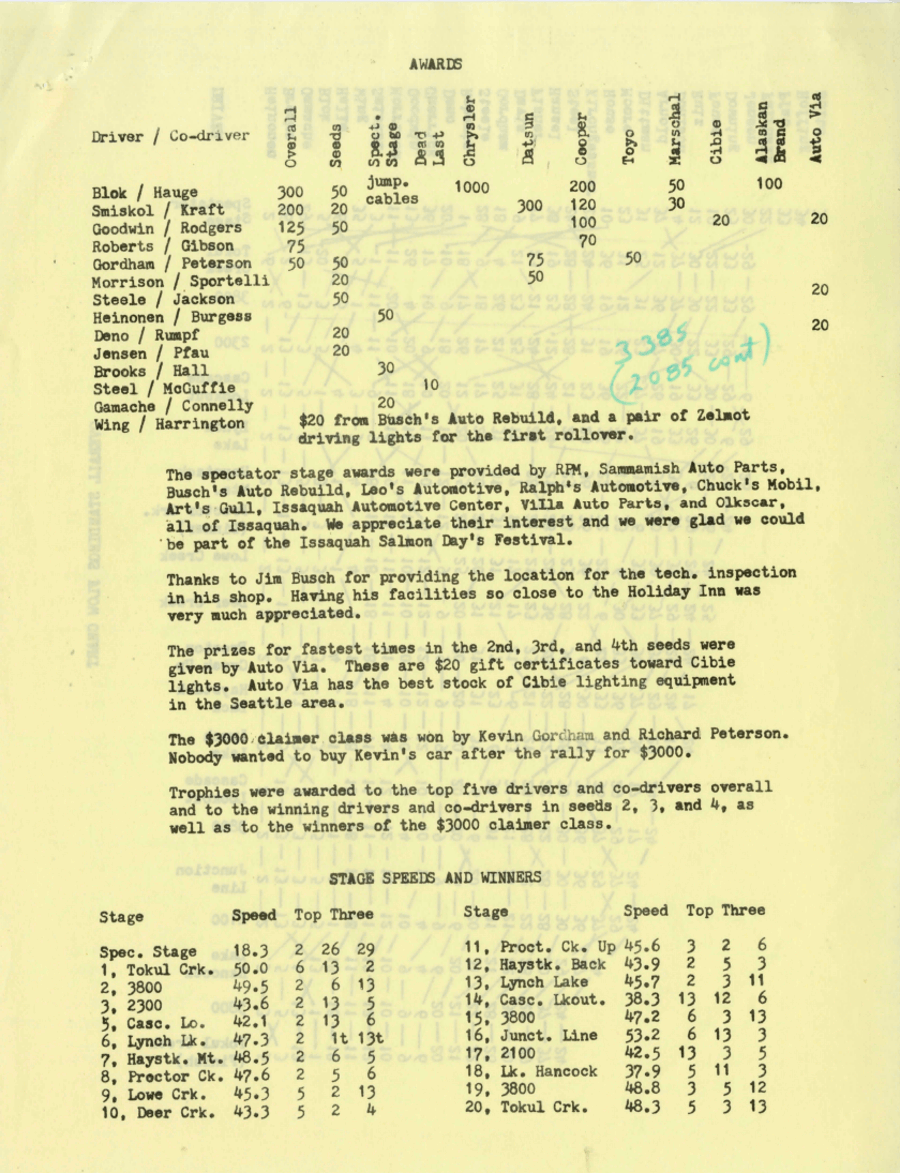 AWARDS
Driver / Co-driver Overall Seeds Spect. Stage Dead Last Chrysler Datsun Cooper Toyo Marschal Cibie Alaskan Brand Auto Via
Blok / Hauge 300 50 jump. cables 1000 200 50 100
Smiskol / Kraft 200 20 300 120 30
Goodwin / Rodgers 125 50 100 20 20
Roberts / Gibson 75 70
Gordham / Peterson 50 50 75 50
Morrison / Sportelli 20 50
Steele / Jackson 50 20
Heinonen / Burgess 50
Deno / Rumpf 20 20
Jensen / Pfau 20
Brooks / Hall 30
Steel / McGuffie 10
Gamache / Connelly 20
Wing / Harrington $20 from Busch's Auto Rebuild, and a pair of Zelmot
driving lights for the first rollover.
3385
(2085 cont)
The spectator stage awards were provided by RPM, Sammamish Auto Parts,
Busch's Auto Rebuild, Leo's Automotive, Ralph's Automotive, Chuck's Mobil,
Art's Gull, Issaquah Automotive Center, Villa Auto Parts, and Olkscar,
all of Issaquah. We appreciate their interest and we were glad we could
be part of the Issaquah Salmon Day's Festival.
Thanks to Jim Busch for providing the location for the tech. inspection
in his shop. Having his facilities so close to the Holiday Inn was
very much appreciated.
The prizes for fastest times in the 2nd, 3rd, and 4th seeds were
given by Auto Via. These are $20 gift certificates toward Cibie
lights. Auto Via has the best stock of Cibie lighting equipment
in the Seattle area.
The $3000 claimer class was won by Kevin Gordham and Richard Peterson.
Nobody wanted to buy Kevin's car after the rally for $3000.
Trophies were awarded to the top five drivers and co-drivers overall
and to the winning drivers and co-drivers in seeds 2, 3, and 4, as
well as to the winners of the $3000 claimer class.
STAGE SPEEDS AND WINNERS
Stage Speed Top Three
Spec. Stage 18.3 2 26 29
1, Tokul Crk. 50.0 6 13 2
2, 3800 49.5 2 6 13
3, 2300 43.6 2 13 5
5, Casc. Lo. 42.1 2 13 6
6, Lynch Lk. 47.3 2 1t 13t
7, Haystk. Mt. 48.5 2 6 5
8, Proctor Ck. 47.6 2 5 6
9, Lowe Crk. 45.3 5 2 13
10, Deer Crk. 43.3 5 2 4
Stage Speed Top Three
11, Proct. Ck. Up 45.6 3 2 6
12, Haystk. Back 43.9 2 5 3
13, Lynch Lake 45.7 2 3 11
14, Casc. Lkout. 38.3 13 12 6
15, 3800 47.2 6 3 13
16, Junct. Line 53.2 6 13 3
17, 2100 42.5 13 3 5
18, Lk. Hancock 37.9 5 11 3
19, 3800 48.8 3 5 12
20, Tokul Crk. 48.3 5 3 13